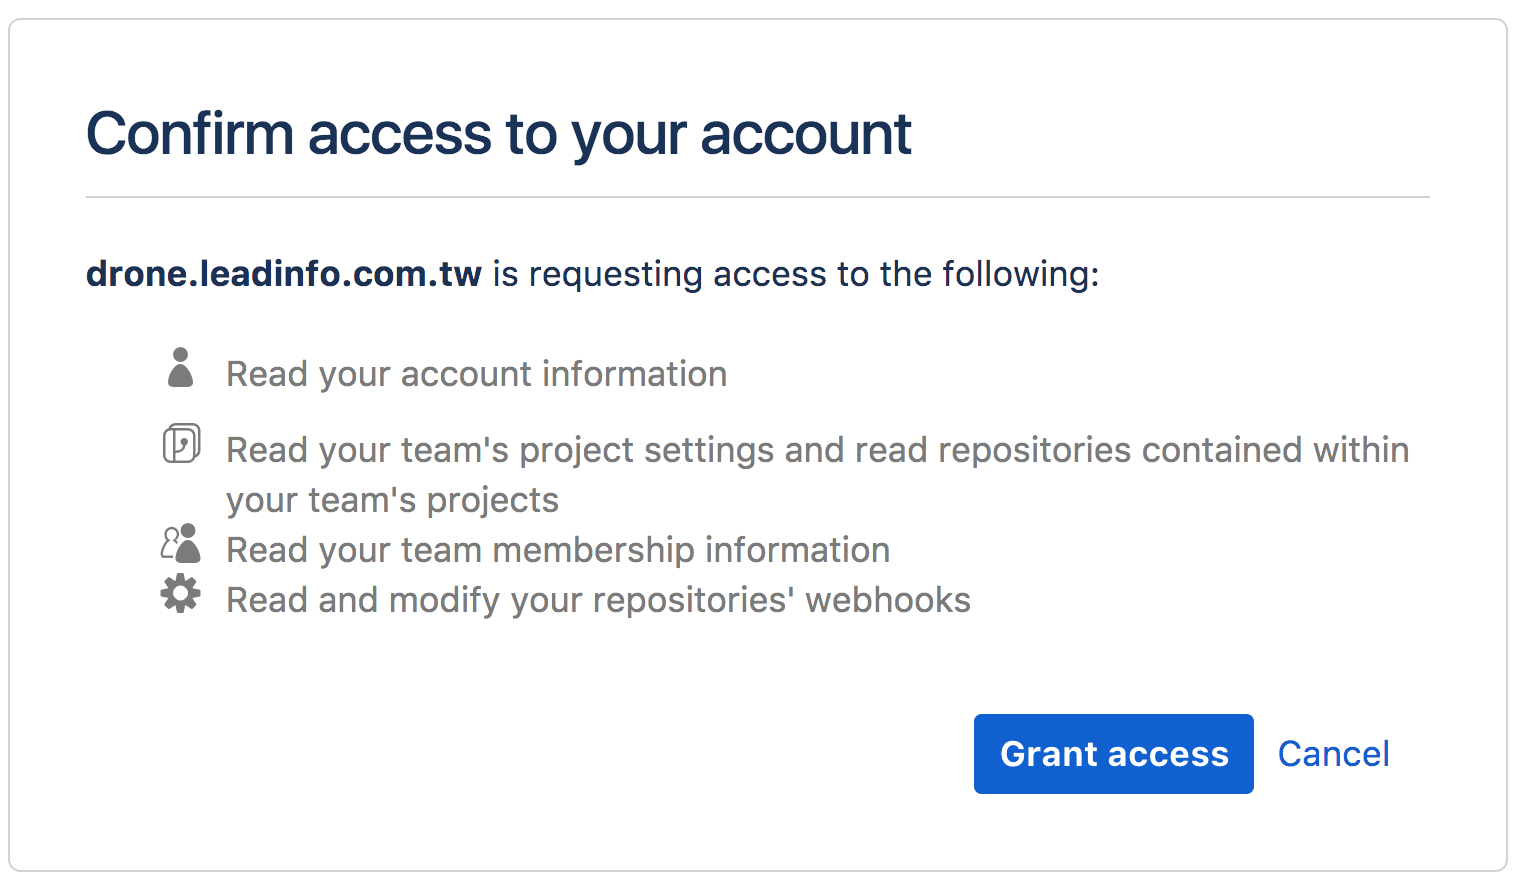 Confirm access to your account
drone.leadinfo.com.tw is requesting access to the following:
Read your account information
Read your team's project settings and read repositories contained within
your team's projects
Read your team membership information
Read and modify your repositories' webhooks
Grant access Cancel